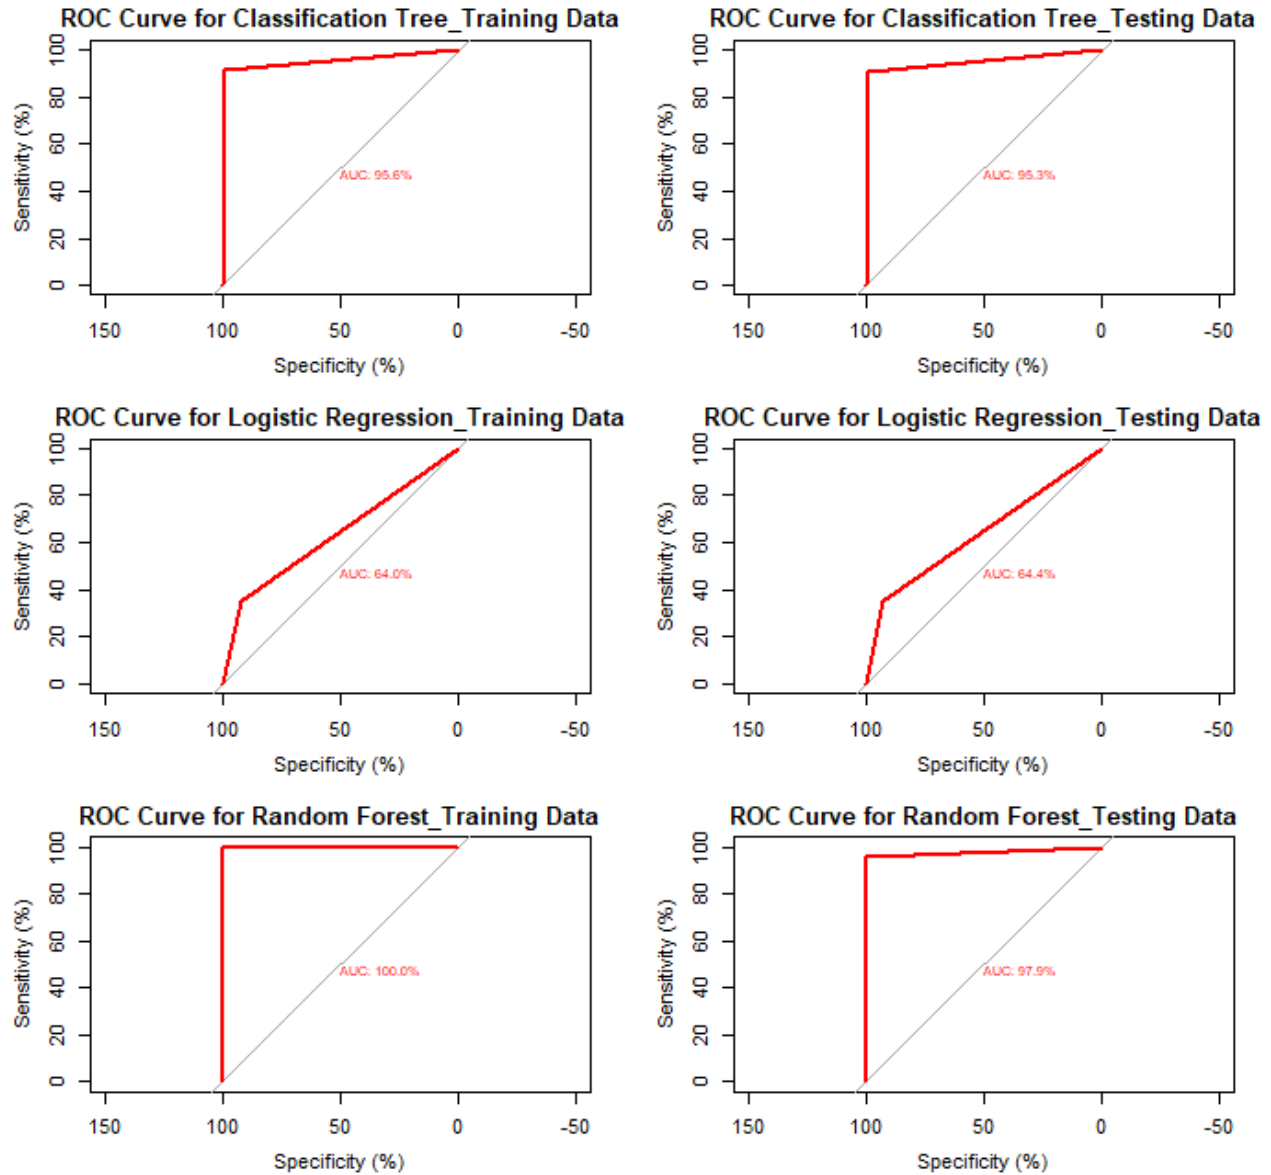 ROC Curve for Classification Tree_Training Data
100
80
60
40
20
0
Sensitivity (%)
AUC: 95.6%
150 100 50 0 -50
Specificity (%)
ROC Curve for Classification Tree_Testing Data
100
80
60
40
20
0
Sensitivity (%)
AUC: 95.3%
150 100 50 0 -50
Specificity (%)
ROC Curve for Logistic Regression_Training Data
100
80
60
40
20
0
Sensitivity (%)
AUC: 64.0%
150 100 50 0 -50
Specificity (%)
ROC Curve for Logistic Regression_Testing Data
100
80
60
40
20
0
Sensitivity (%)
AUC: 64.4%
150 100 50 0 -50
Specificity (%)
ROC Curve for Random Forest_Training Data
100
80
60
40
20
0
Sensitivity (%)
AUC: 100.0%
150 100 50 0 -50
Specificity (%)
ROC Curve for Random Forest_Testing Data
100
80
60
40
20
0
Sensitivity (%)
AUC: 97.9%
150 100 50 0 -50
Specificity (%)